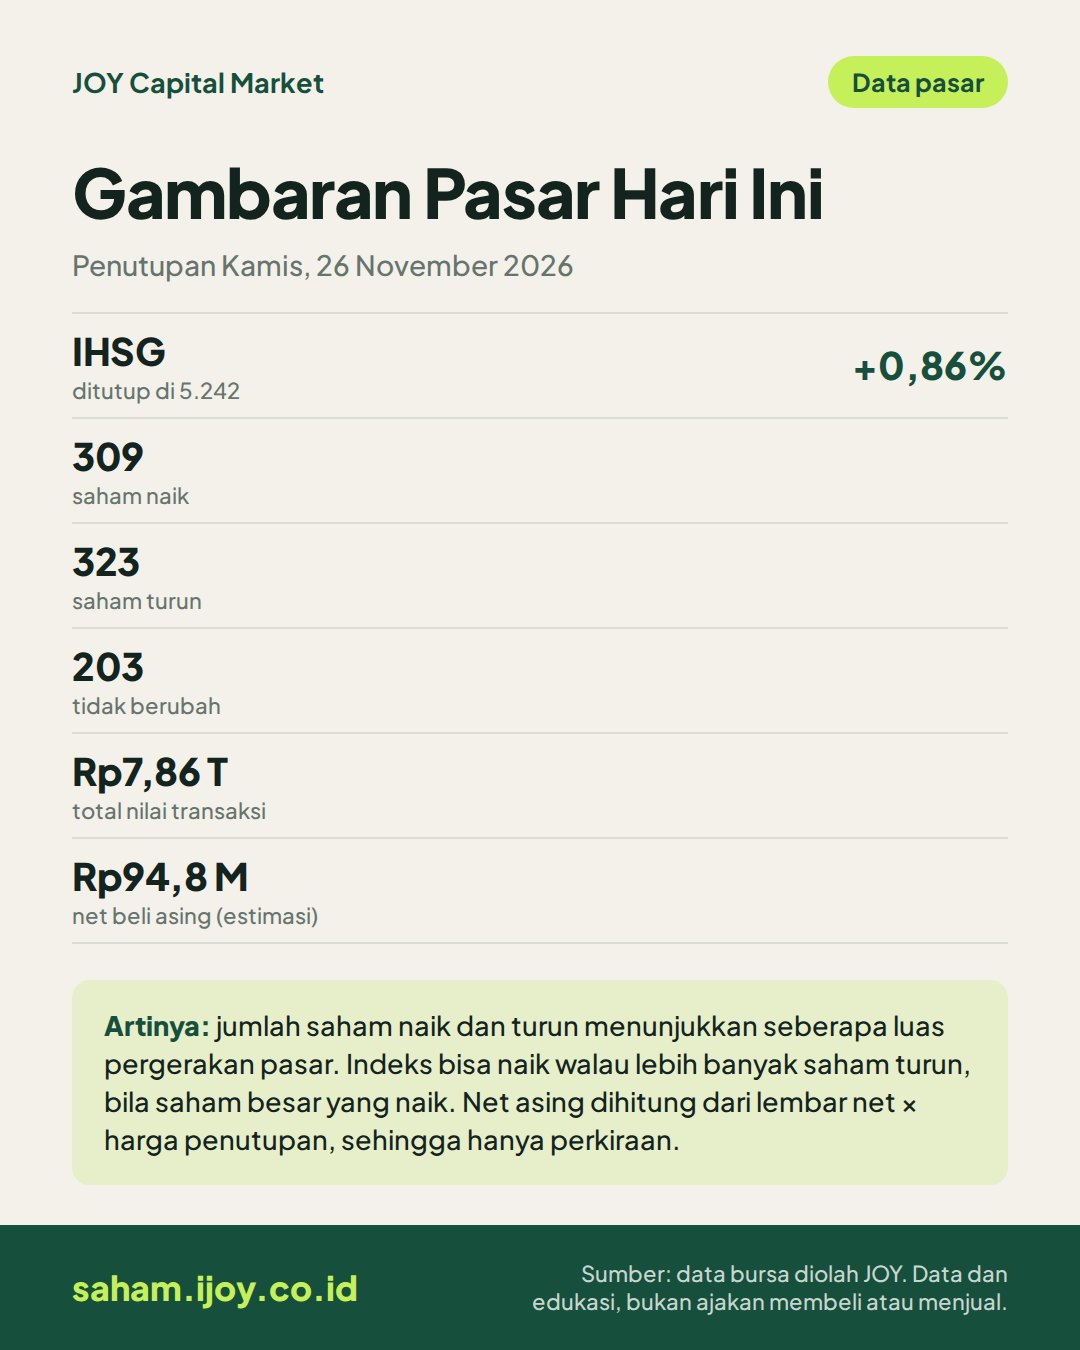 JOY Capital Market
Data pasar
Gambaran Pasar Hari Ini
Penutupan Kamis, 26 November 2026
IHSG
ditutup di 5.242
+0,86%
309
saham naik
323
saham turun
203
tidak berubah
Rp7,86 T
total nilai transaksi
Rp94,8 M
net beli asing (estimasi)
Artinya: jumlah saham naik dan turun menunjukkan seberapa luas
pergerakan pasar. Indeks bisa naik walau lebih banyak saham turun,
bila saham besar yang naik. Net asing dihitung dari lembar net ×
harga penutupan, sehingga hanya perkiraan.
saham.ijoy.co.id
Sumber: data bursa diolah JOY. Data dan
edukasi, bukan ajakan membeli atau menjual.